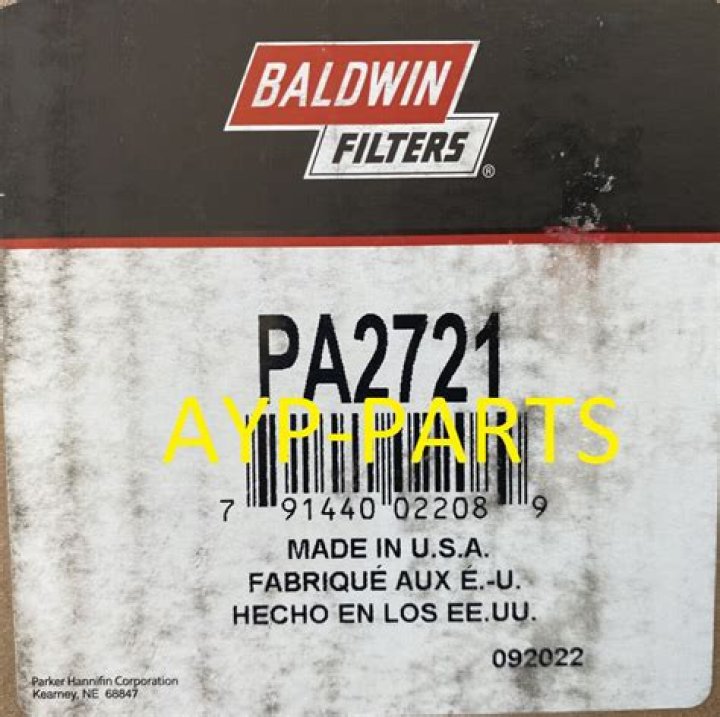 BALDWIN
FILTERS®
PA2721
AYP-PARTS
7 91440 02208 9
MADE IN U.S.A.
FABRIQUÉ AUX É.-U.
HECHO EN LOS EE.UU.
092022
Parker Hannifin Corporation
Kearney, NE 68847